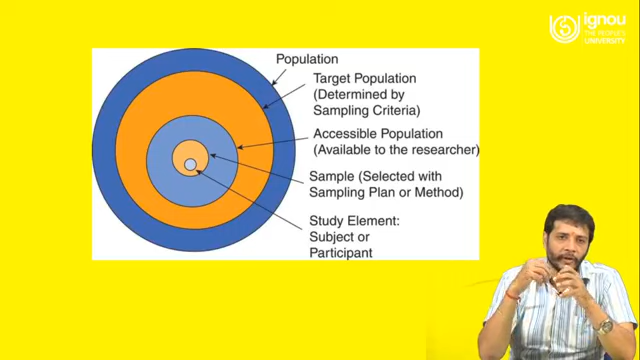 ignou
THE PEOPLE'S
UNIVERSITY
Population
Target Population
(Determined by
Sampling Criteria)
Accessible Population
(Available to the researcher)
Sample (Selected with
Sampling Plan or Method)
Study Element:
Subject or
Participant